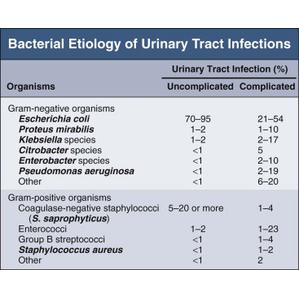 Bacterial Etiology of Urinary Tract Infections
Urinary Tract Infection (%)
Organisms Uncomplicated Complicated
Gram-negative organisms
Escherichia coli 70–95 21–54
Proteus mirabilis 1–2 1–10
Klebsiella species 1–2 2–17
Citrobacter species <1 5
Enterobacter species <1 2–10
Pseudomonas aeruginosa <1 2–19
Other <1 6–20
Gram-positive organisms
Coagulase-negative staphylococci 5–20 or more 1–4
(S. saprophyticus)
Enterococci 1–2 1–23
Group B streptococci <1 1–4
Staphylococcus aureus <1 1–2
Other <1 2